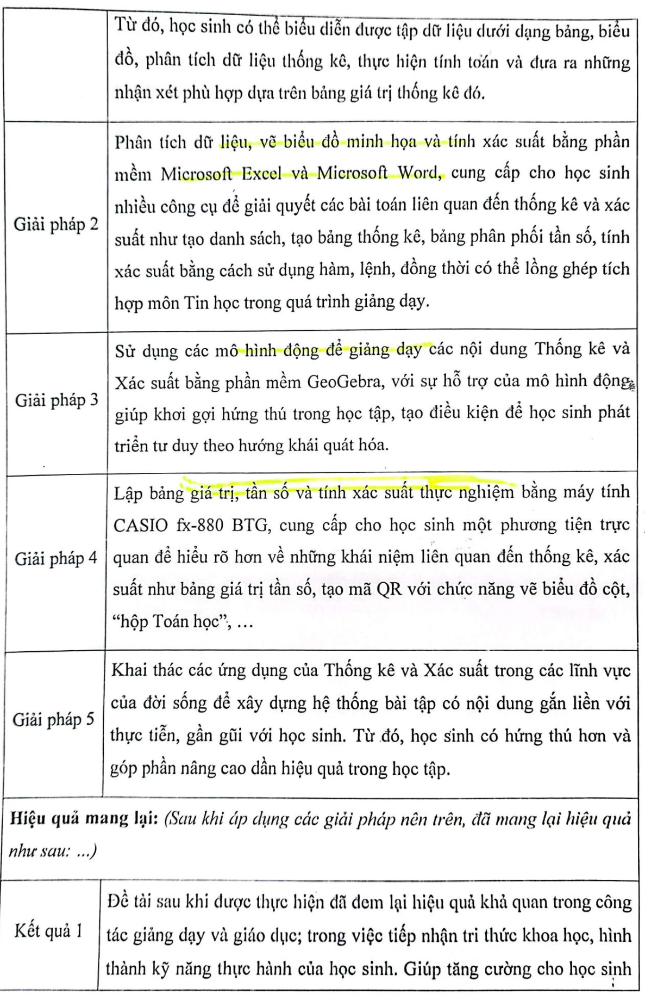 Từ đó, học sinh có thể biểu diễn được tập dữ liệu dưới dạng bảng, biểu
đồ, phân tích dữ liệu thống kê, thực hiện tính toán và đưa ra những
nhận xét phù hợp dựa trên bảng giá trị thống kê đó.
Giải pháp 2
Phân tích dữ liệu, vẽ biểu đồ minh họa và tính xác suất bằng phần
mềm Microsoft Excel và Microsoft Word, cung cấp cho học sinh
nhiều công cụ để giải quyết các bài toán liên quan đến thống kê và xác
suất như tạo danh sách, tạo bảng thống kê, bảng phân phối tần số, tính
xác suất bằng cách sử dụng hàm, lệnh, đồng thời có thể lồng ghép tích
hợp môn Tin học trong quá trình giảng dạy.
Giải pháp 3
Sử dụng các mô hình động để giảng dạy các nội dung Thống kê và
Xác suất bằng phần mềm GeoGebra, với sự hỗ trợ của mô hình động
giúp khơi gợi hứng thú trong học tập, tạo điều kiện để học sinh phát
triển tư duy theo hướng khái quát hóa.
Giải pháp 4
Lập bảng giá trị, tần số và tính xác suất thực nghiệm bằng máy tính
CASIO fx-880 BTG, cung cấp cho học sinh một phương tiện trực
quan để hiểu rõ hơn về những khái niệm liên quan đến thống kê, xác
suất như bảng giá trị tần số, tạo mã QR với chức năng vẽ biểu đồ cột,
“hộp Toán học”, …
Giải pháp 5
Khai thác các ứng dụng của Thống kê và Xác suất trong các lĩnh vực
của đời sống để xây dựng hệ thống bài tập có nội dung gắn liền với
thực tiễn, gần gũi với học sinh. Từ đó, học sinh có hứng thú hơn và
góp phần nâng cao dần hiệu quả trong học tập.
Hiệu quả mang lại: (Sau khi áp dụng các giải pháp nên trên, đã mang lại hiệu quả
như sau: ...)
Kết quả 1
Đề tài sau khi được thực hiện đã đem lại hiệu quả khả quan trong công
tác giảng dạy và giáo dục; trong việc tiếp nhận tri thức khoa học, hình
thành kỹ năng thực hành của học sinh. Giúp tăng cường cho học sinh